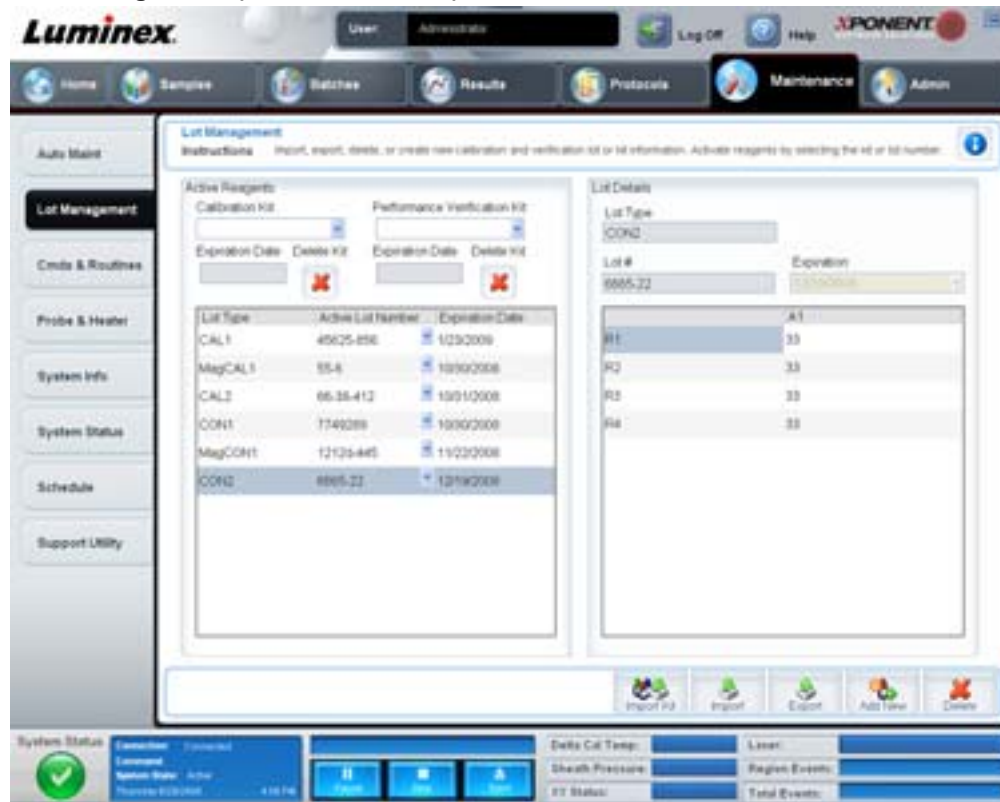 Luminex.
User: Administrator
Log Off
Help
XPONENT
Home
Samples
Batches
Results
Protocols
Maintenance
Admin
Auto Maint
Lot Management
Cmds & Routines
Probe & Heater
System Info
System Status
Schedule
Support Utility
Lot Management
Instructions Import, export, delete, or create new calibration and verification kit or lot information. Activate reagents by selecting the kit or lot number.
Active Reagents
Calibration Kit Performance Verification Kit
Expiration Date Delete Kit Expiration Date Delete Kit
Lot Type Active Lot Number Expiration Date
CAL1 45625-856 1/23/2009
MagCAL1 55-6 10/30/2008
CAL2 10/31/2008
CON1 10/30/2008
MagCON1 11/22/2008
CON2 6665-22 12/19/2008
Lot Details
Lot Type
CON2
Lot # Expiration
6665-22
A1
R1 33
R2 33
R3 33
R4 33
Import Kit
Import
Export
Add New
Delete
System Status
Connection: Connected
Command
System State: Active
Thursday
Pause
Stop
Eject
Delta Cal Temp:
Sheath Pressure:
XY Status:
Laser:
Region Events:
Total Events: